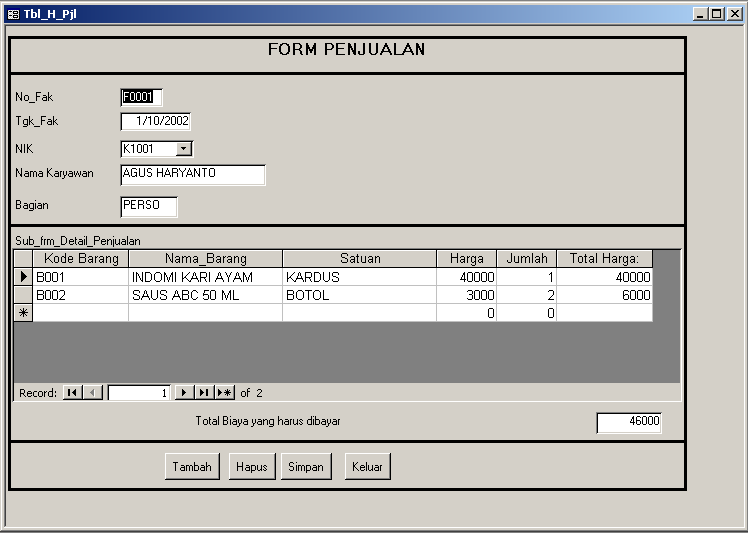 Tbl_H_Pjl
FORM PENJUALAN
No_Fak F0001
Tgk_Fak 1/10/2002
NIK K1001
Nama Karyawan AGUS HARYANTO
Bagian PERSO
Sub_frm_Detail_Penjualan
Kode Barang Nama_Barang Satuan Harga Jumlah Total Harga:
B001 INDOMI KARI AYAM KARDUS 40000 1 40000
B002 SAUS ABC 50 ML BOTOL 3000 2 6000
0 0
Record: 1 of 2
Total Biaya yang harus dibayar 46000
Tambah Hapus Simpan Keluar